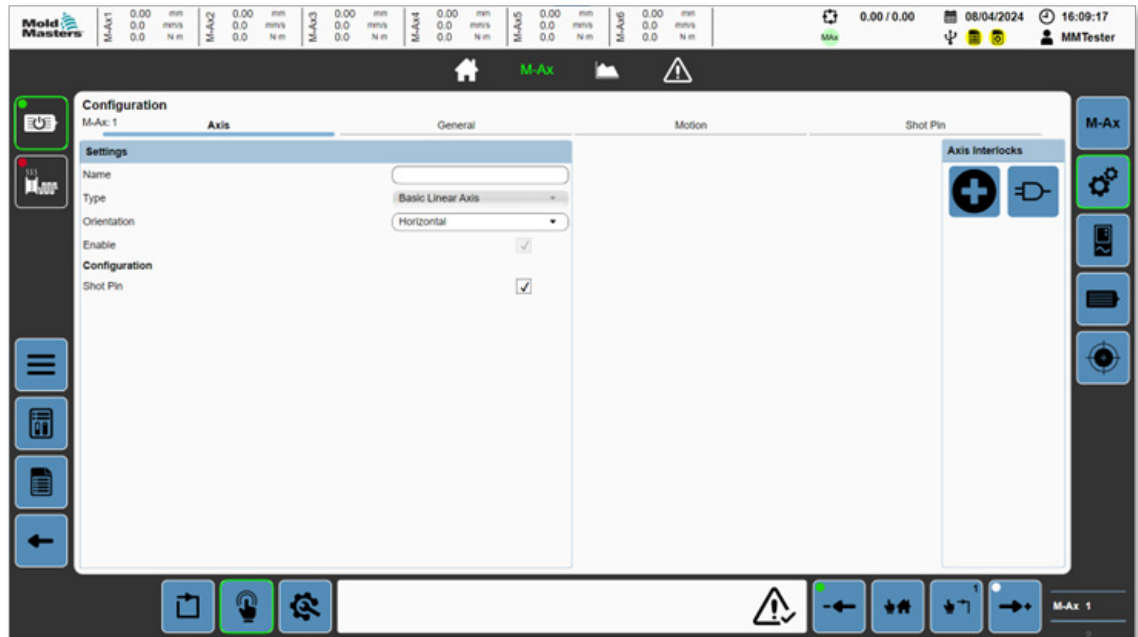 Mold
Masters
M-Ax1 0.00 mm
0.0 mm/s
0.0 N·m
M-Ax2 0.00 mm
0.0 mm/s
0.0 N·m
M-Ax3 0.00 mm
0.0 mm/s
0.0 N·m
M-Ax4 0.00 mm
0.0 mm/s
0.0 N·m
M-Ax5 0.00 mm
0.0 mm/s
0.0 N·m
M-Ax6 0.00 mm
0.0 mm/s
0.0 N·m
0.00 / 0.00
MAx
08/04/2024 16:09:17
MMTester
M-Ax
Configuration
M-Ax: 1 Axis General Motion Shot Pin
M-Ax
Settings
Axis Interlocks
Name
Type Basic Linear Axis
Orientation Horizontal
Enable
Configuration
Shot Pin
1
M-Ax 1